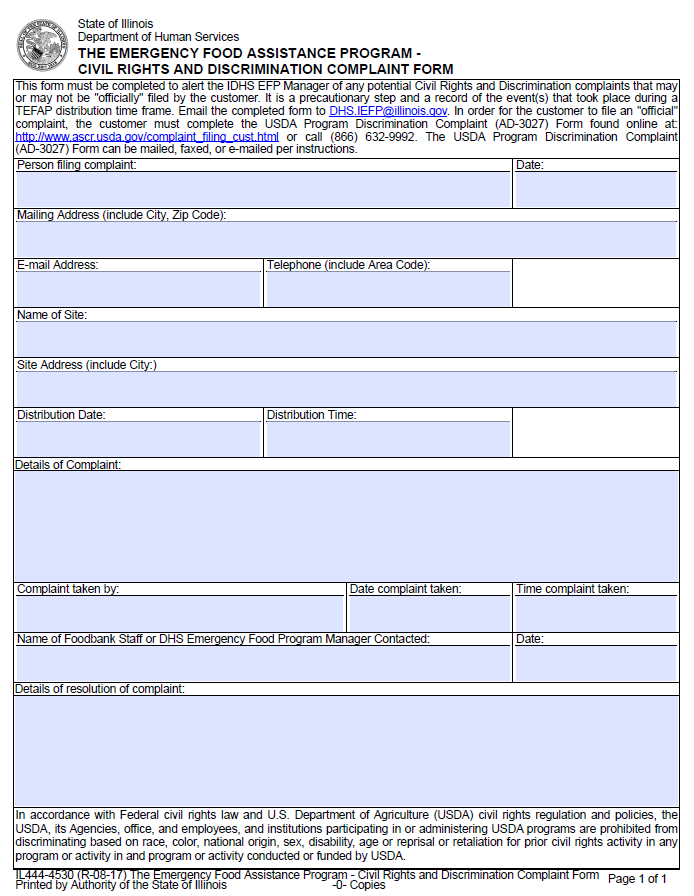 State of Illinois
Department of Human Services
THE EMERGENCY FOOD ASSISTANCE PROGRAM -
CIVIL RIGHTS AND DISCRIMINATION COMPLAINT FORM
This form must be completed to alert the IDHS EFP Manager of any potential Civil Rights and Discrimination complaints that may
or may not be "officially" filed by the customer. It is a precautionary step and a record of the event(s) that took place during a
TEFAP distribution time frame. Email the completed form to DHS.IEFP@illinois.gov. In order for the customer to file an "official"
complaint, the customer must complete the USDA Program Discrimination Complaint (AD-3027) Form found online at:
http://www.ascr.usda.gov/complaint_filing_cust.html or call (866) 632-9992. The USDA Program Discrimination Complaint
(AD-3027) Form can be mailed, faxed, or e-mailed per instructions.
Person filing complaint: Date:
Mailing Address (include City, Zip Code):
E-mail Address: Telephone (include Area Code):
Name of Site:
Site Address (include City:)
Distribution Date: Distribution Time:
Details of Complaint:
Complaint taken by: Date complaint taken: Time complaint taken:
Name of Foodbank Staff or DHS Emergency Food Program Manager Contacted: Date:
Details of resolution of complaint:
In accordance with Federal civil rights law and U.S. Department of Agriculture (USDA) civil rights regulation and policies, the
USDA, its Agencies, office, and employees, and institutions participating in or administering USDA programs are prohibited from
discriminating based on race, color, national origin, sex, disability, age or reprisal or retaliation for prior civil rights activity in any
program or activity in and program or activity conducted or funded by USDA.
IL444-4530 (R-08-17) The Emergency Food Assistance Program - Civil Rights and Discrimination Complaint Form Page 1 of 1
Printed by Authority of the State of Illinois -0- Copies